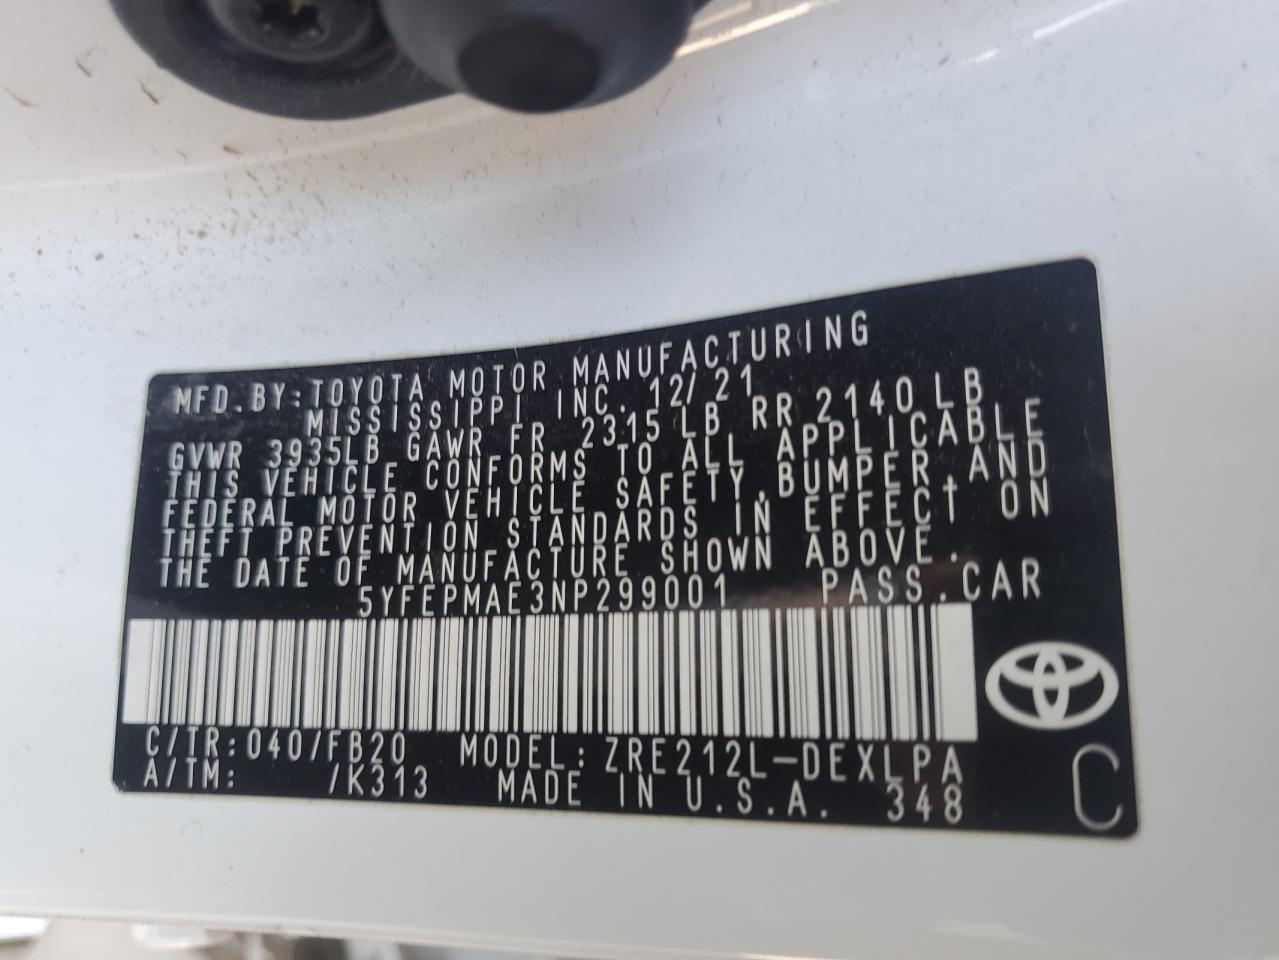 MFD.BY:TOYOTA MOTOR MANUFACTURING
MISSISSIPPI INC. 12/21
GVWR 3935LB GAWR FR 2315 LB RR 2140 LB
THIS VEHICLE CONFORMS TO ALL APPLICABLE
FEDERAL MOTOR VEHICLE SAFETY,BUMPER,AND
THEFT PREVENTION STANDARDS IN EFFECT ON
THE DATE OF MANUFACTURE SHOWN ABOVE.
5YFEPMAE3NP299001 PASS.CAR
C/TR:040/FB20 MODEL:ZRE212L-DEXLPA
A/TM: /K313 MADE IN U.S.A. 348
C